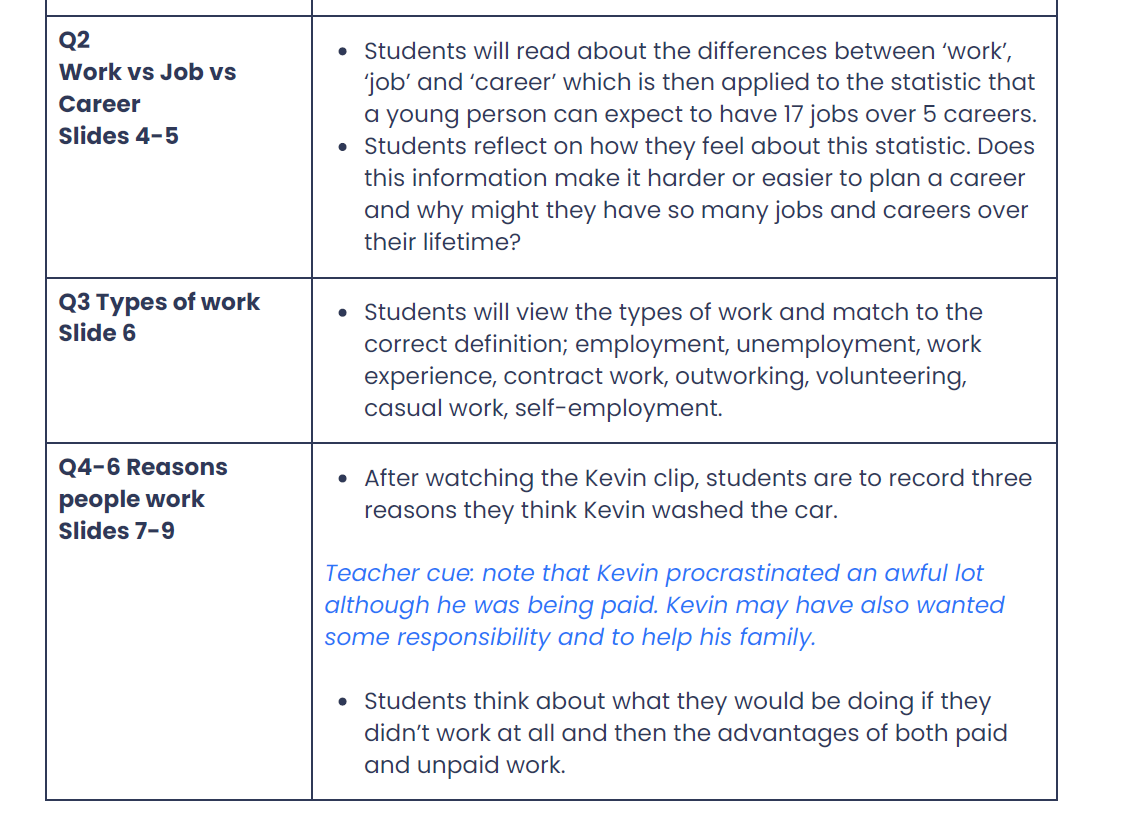 Q2
Work vs Job vs
Career
Slides 4-5
• Students will read about the differences between ‘work’,
‘job’ and ‘career’ which is then applied to the statistic that
a young person can expect to have 17 jobs over 5 careers.
• Students reflect on how they feel about this statistic. Does
this information make it harder or easier to plan a career
and why might they have so many jobs and careers over
their lifetime?
Q3 Types of work
Slide 6
• Students will view the types of work and match to the
correct definition; employment, unemployment, work
experience, contract work, outworking, volunteering,
casual work, self-employment.
Q4-6 Reasons
people work
Slides 7-9
• After watching the Kevin clip, students are to record three
reasons they think Kevin washed the car.
Teacher cue: note that Kevin procrastinated an awful lot
although he was being paid. Kevin may have also wanted
some responsibility and to help his family.
• Students think about what they would be doing if they
didn’t work at all and then the advantages of both paid
and unpaid work.